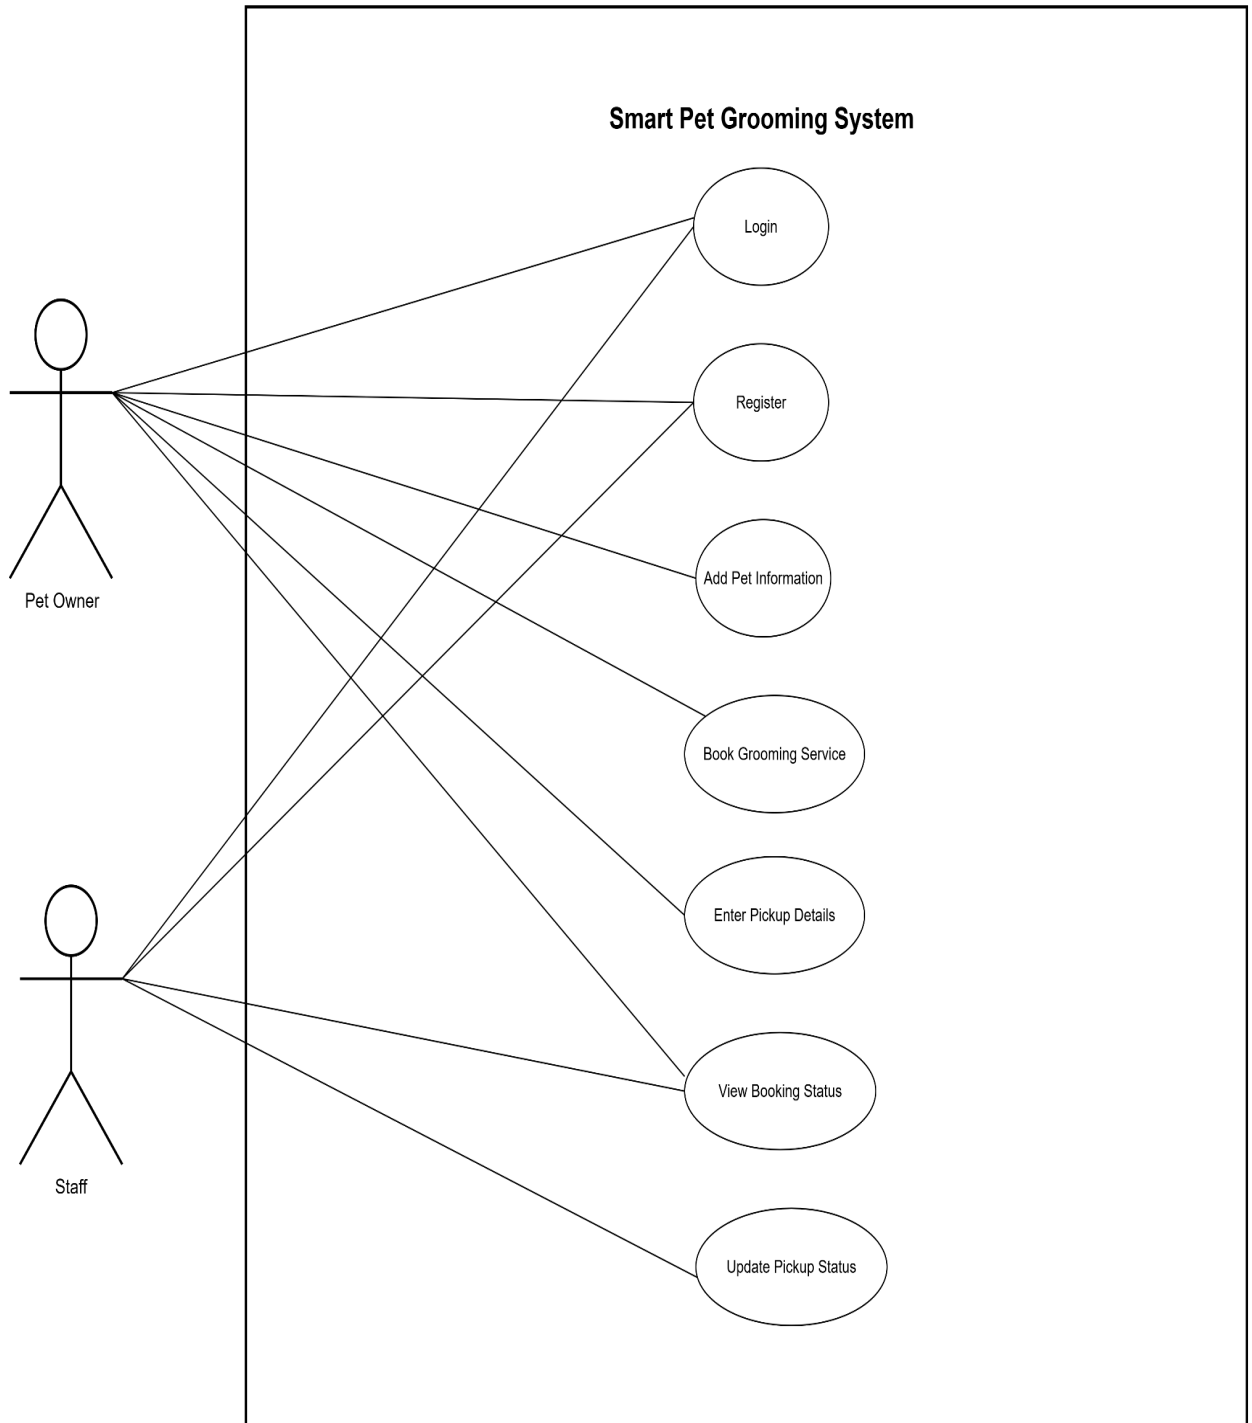 Smart Pet Grooming System
Login
Register
Add Pet Information
Pet Owner
Book Grooming Service
Enter Pickup Details
View Booking Status
Staff
Update Pickup Status